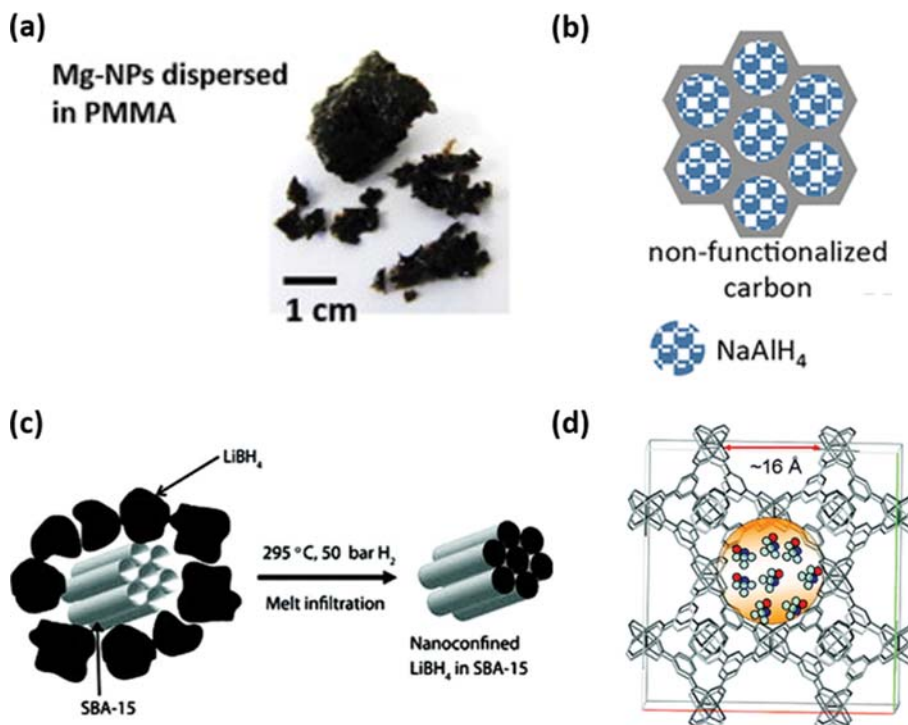 (a)
Mg-NPs dispersed
in PMMA
1 cm
(b)
non-functionalized
carbon
NaAlH₄
(c)
LiBH₄
295 °C, 50 bar H₂
Melt infiltration
SBA-15
Nanoconfined
LiBH₄ in SBA-15
(d)
~16 Å